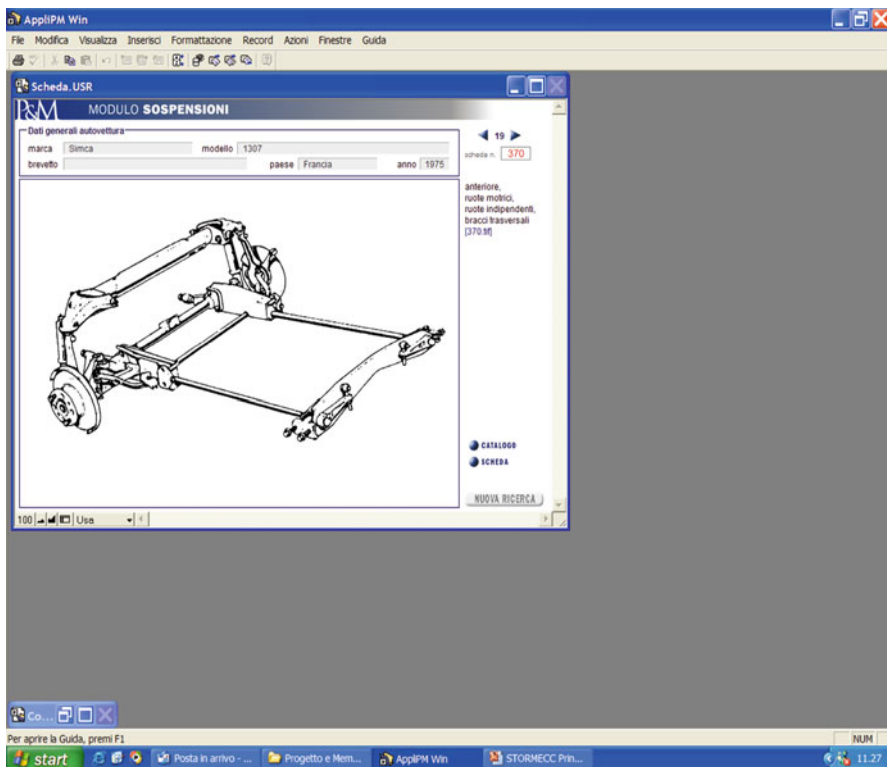 AppliPM Win
File Modifica Visualizza Inserisci Formattazione Record Azioni Finestre Guida
Scheda.USR
P&M MODULO SOSPENSIONI
Dati generali autovettura
marca Simca modello 1307
brevetto paese Francia anno 1975
19
scheda n. 370
anteriore,
ruote motrici,
ruote indipendenti,
bracci trasversali
[370.tif]
CATALOGO
SCHEDA
NUOVA RICERCA
100 Usa
Co...
Per aprire la Guida, premi F1 NUM
start Posta in arrivo - ... Progetto e Mem... AppliPM Win STORMECC Prin... 11.27